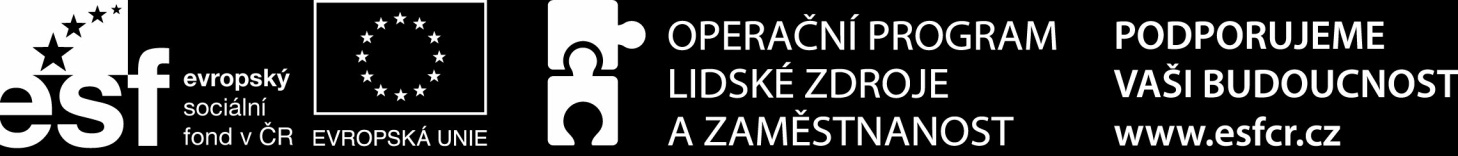 esf
evropský
sociální
fond v ČR
EVROPSKÁ UNIE
OPERAČNÍ PROGRAM
LIDSKÉ ZDROJE
A ZAMĚSTNANOST
PODPORUJEME
VAŠI BUDOUCNOST
www.esfcr.cz